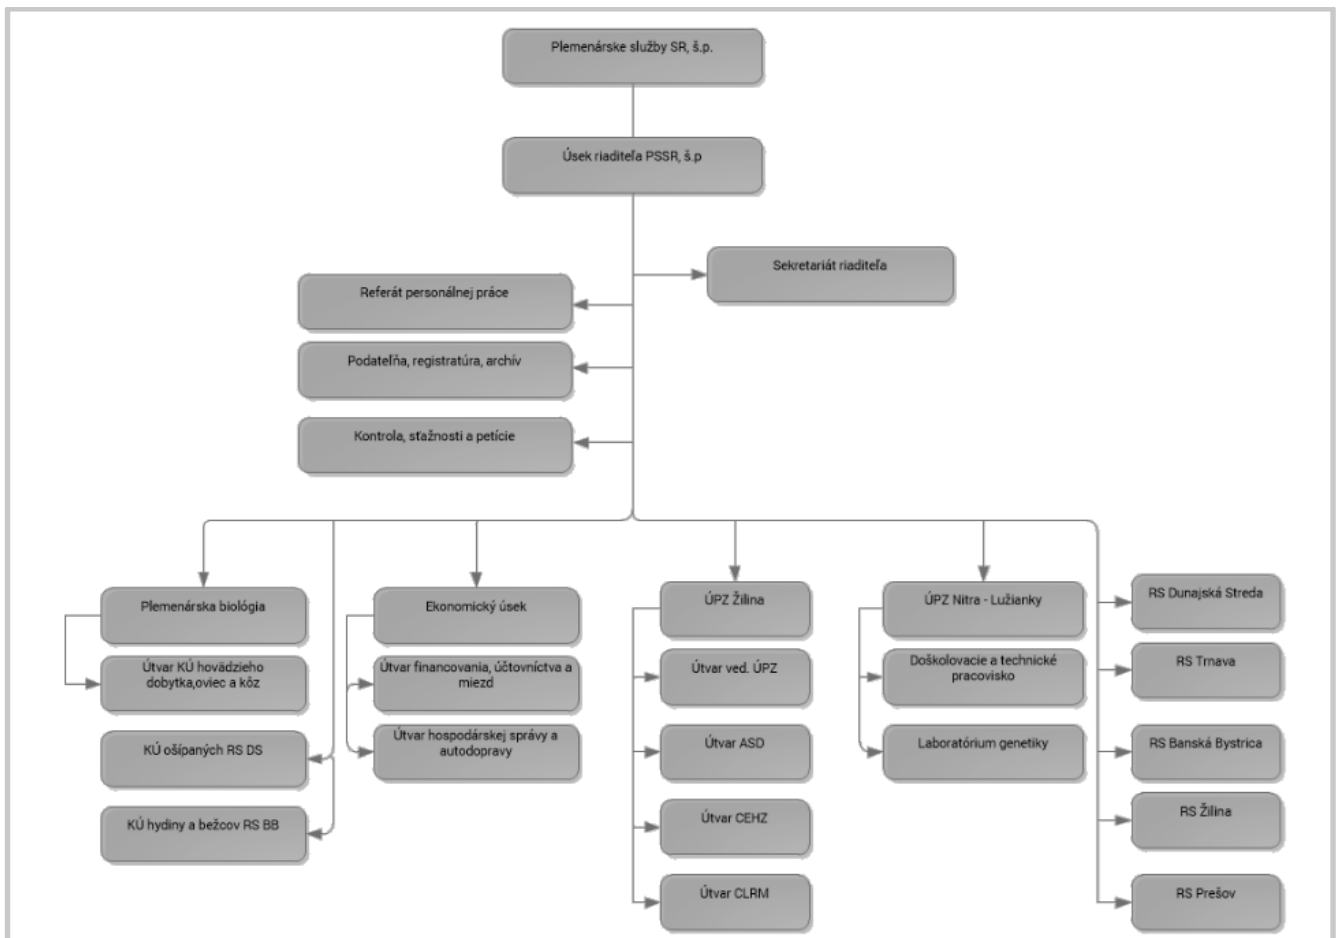 Plemenárske služby SR, š.p.
Úsek riaditeľa PSSR, š.p
Sekretariát riaditeľa
Referát personálnej práce
Podateľňa, registratúra, archív
Kontrola, sťažnosti a petície
Plemenárska biológia
Útvar KÚ hovädzieho
dobytka,oviec a kôz
KÚ ošípaných RS DS
KÚ hydiny a bežcov RS BB
Ekonomický úsek
Útvar financovania, účtovníctva a
miezd
Útvar hospodárskej správy a
autodopravy
ÚPZ Žilina
Útvar ved. ÚPZ
Útvar ASD
Útvar CEHZ
Útvar CLRM
ÚPZ Nitra - Lužianky
Doškolovacie a technické
pracovisko
Laboratórium genetiky
RS Dunajská Streda
RS Trnava
RS Banská Bystrica
RS Žilina
RS Prešov